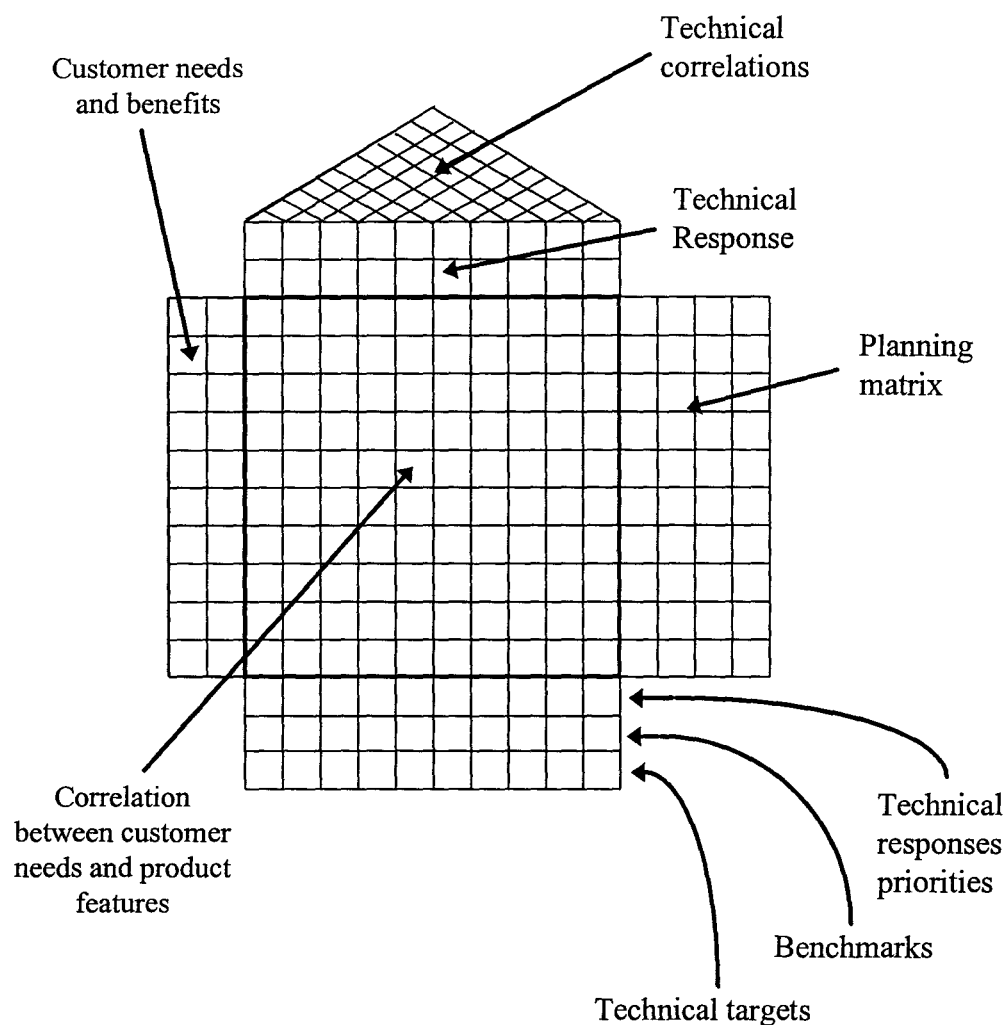 Technical
correlations
Customer needs
and benefits
Technical
Response
Planning
matrix
Correlation
between customer
needs and product
features
Technical
responses
priorities
Benchmarks
Technical targets